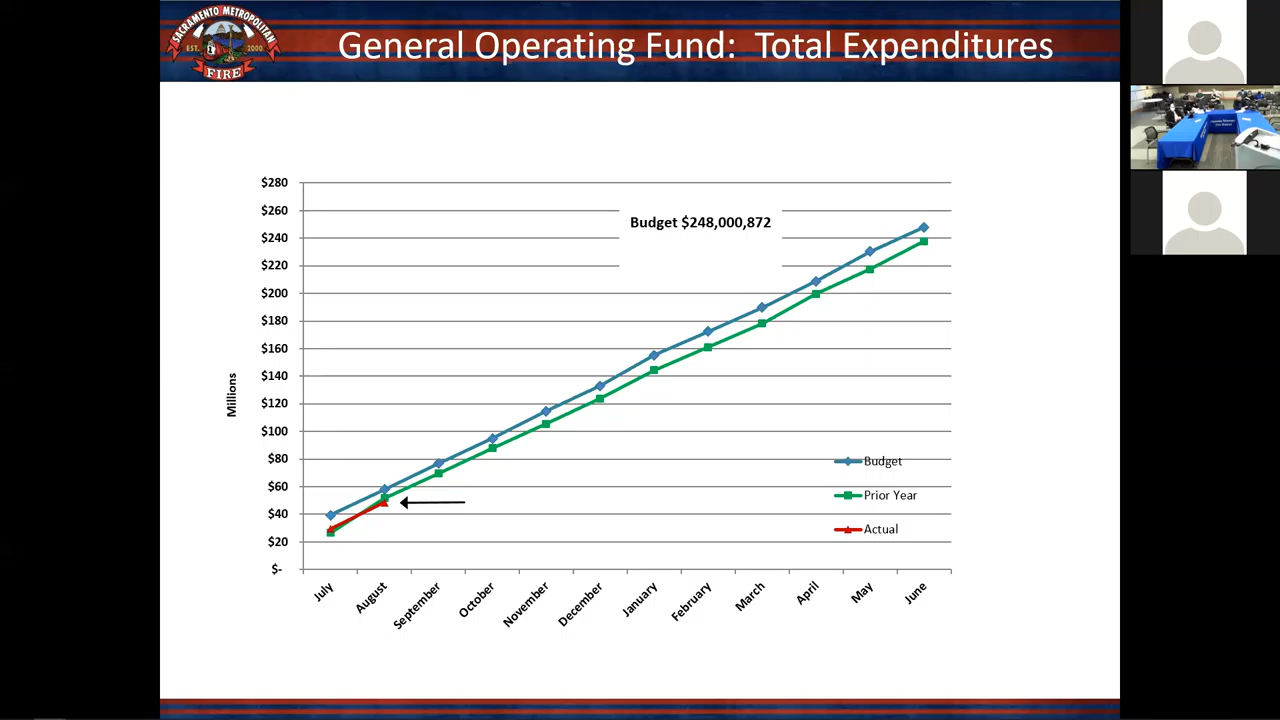 SACRAMENTO METROPOLITAN
EST. 2000
FIRE
General Operating Fund: Total Expenditures
Budget $248,000,872
Millions
$280
$260
$240
$220
$200
$180
$160
$140
$120
$100
$80
$60
$40
$20
$-
July
August
September
October
November
December
January
February
March
April
May
June
Budget
Prior Year
Actual